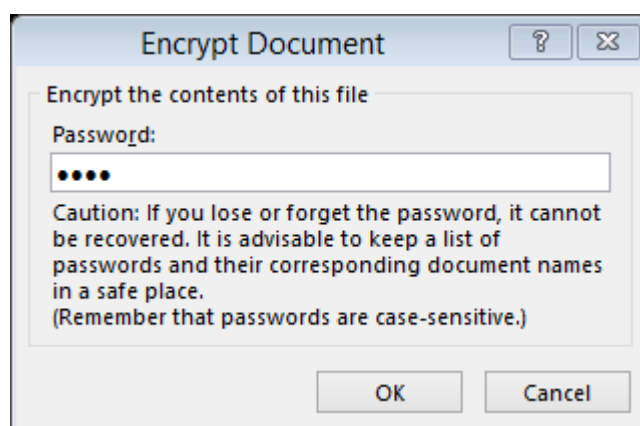 Encrypt Document
Encrypt the contents of this file
Password:
••••
Caution: If you lose or forget the password, it cannot
be recovered. It is advisable to keep a list of
passwords and their corresponding document names
in a safe place.
(Remember that passwords are case-sensitive.)
OK Cancel